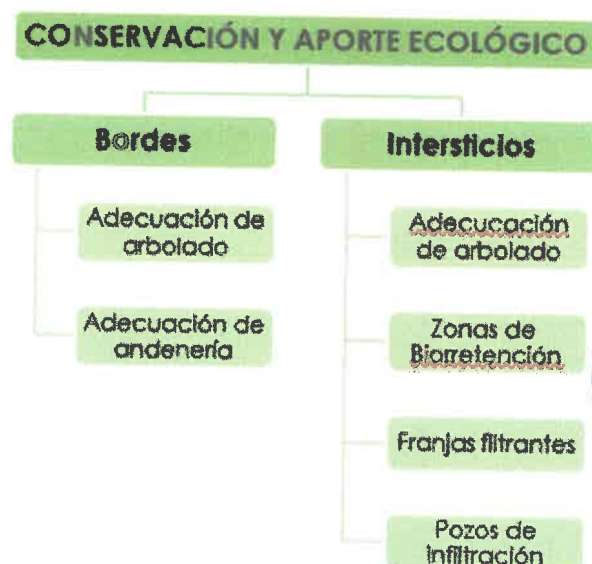 CONSERVACIÓN Y APORTE ECOLÓGICO
Bordes
Adecuación de
arbolado
Adecuación de
andenería
Intersticios
Adecucación
de arbolado
Zonas de
Biorretención
Franjas filtrantes
Pozos de
infiltración